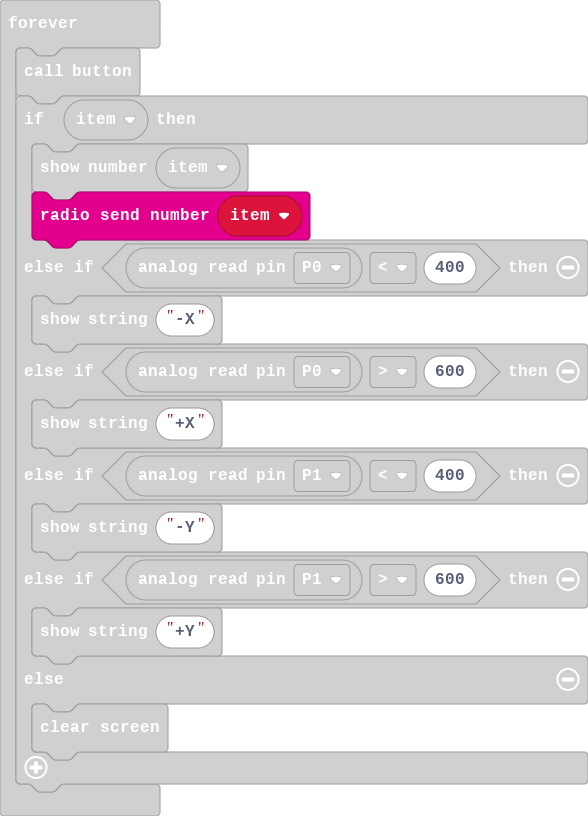 forever
call button
if item then
show number item
radio send number item
else if analog read pin P0 < 400 then
show string "-X"
else if analog read pin P0 > 600 then
show string "+X"
else if analog read pin P1 < 400 then
show string "-Y"
else if analog read pin P1 > 600 then
show string "+Y"
else
clear screen